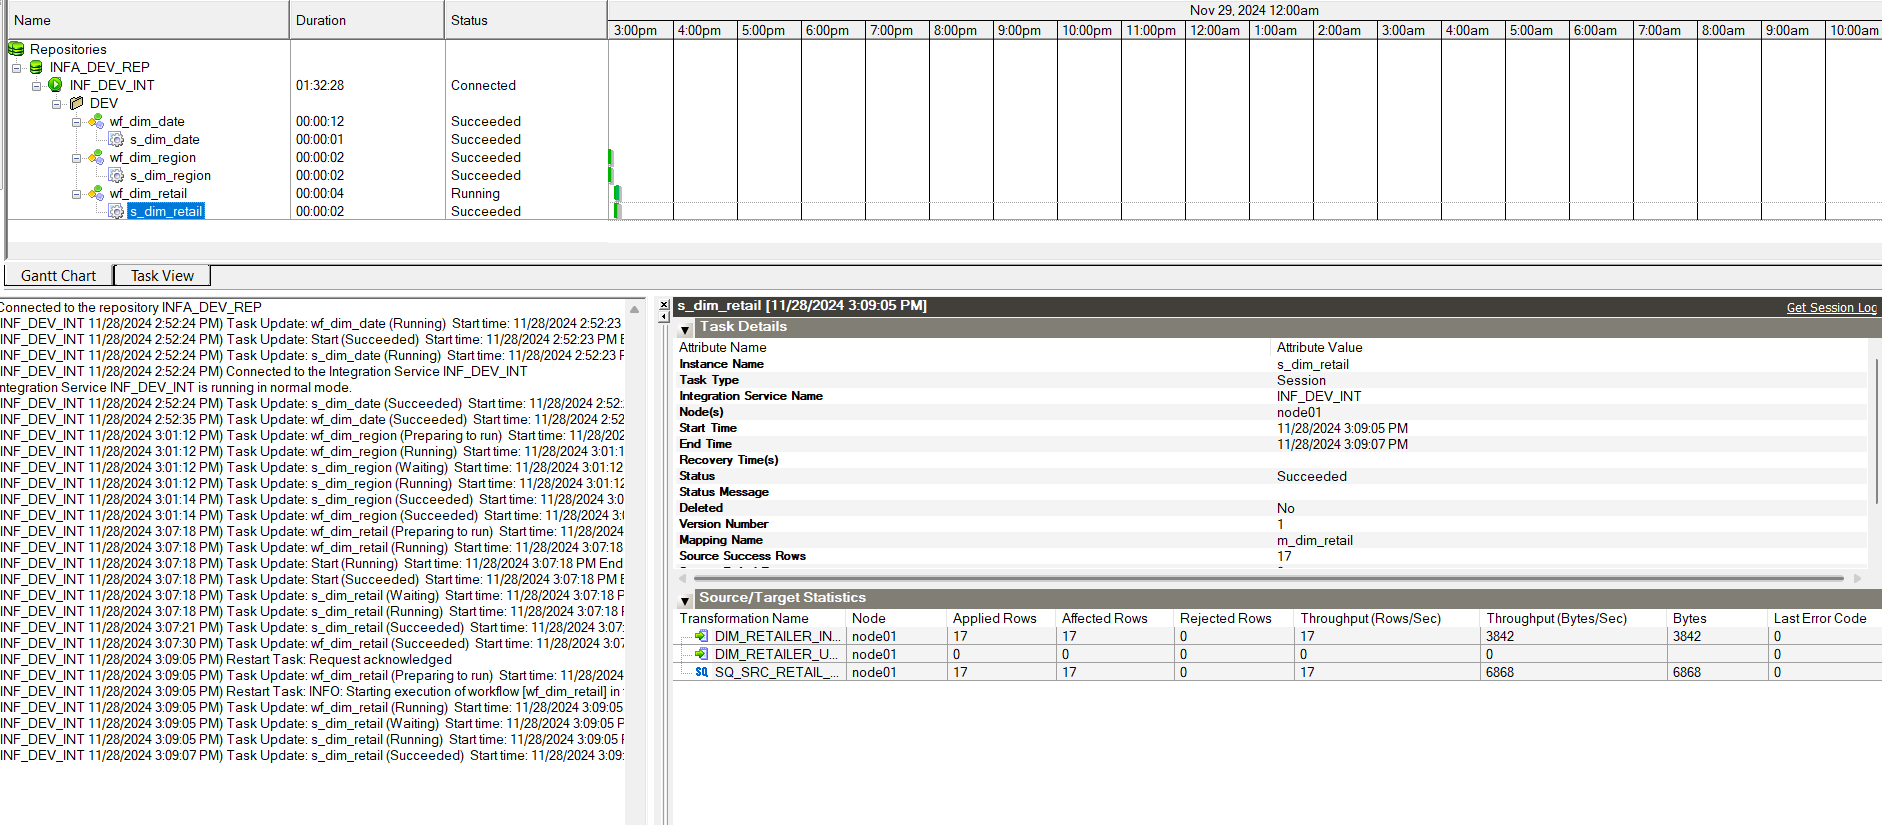 Name Duration Status Nov 29, 2024 12:00am
3:00pm 4:00pm 5:00pm 6:00pm 7:00pm 8:00pm 9:00pm 10:00pm 11:00pm 12:00am 1:00am 2:00am 3:00am 4:00am 5:00am 6:00am 7:00am 8:00am 9:00am 10:00am
Repositories
INFA_DEV_REP
INF_DEV_INT 01:32:28 Connected
DEV
wf_dim_date 00:00:12 Succeeded
s_dim_date 00:00:01 Succeeded
wf_dim_region 00:00:02 Succeeded
s_dim_region 00:00:02 Succeeded
wf_dim_retail 00:00:04 Running
s_dim_retail 00:00:02 Succeeded
Gantt Chart Task View
Connected to the repository INFA_DEV_REP
INF_DEV_INT 11/28/2024 2:52:24 PM) Task Update: wf_dim_date (Running) Start time: 11/28/2024 2:52:23
INF_DEV_INT 11/28/2024 2:52:24 PM) Task Update: Start (Succeeded) Start time: 11/28/2024 2:52:23 PM E
INF_DEV_INT 11/28/2024 2:52:24 PM) Task Update: s_dim_date (Running) Start time: 11/28/2024 2:52:23 F
INF_DEV_INT 11/28/2024 2:52:24 PM) Connected to the Integration Service INF_DEV_INT
ntegration Service INF_DEV_INT is running in normal mode.
INF_DEV_INT 11/28/2024 2:52:24 PM) Task Update: s_dim_date (Succeeded) Start time: 11/28/2024 2:52:
INF_DEV_INT 11/28/2024 2:52:35 PM) Task Update: wf_dim_date (Succeeded) Start time: 11/28/2024 2:52
INF_DEV_INT 11/28/2024 3:01:12 PM) Task Update: wf_dim_region (Preparing to run) Start time: 11/28/202
INF_DEV_INT 11/28/2024 3:01:12 PM) Task Update: wf_dim_region (Running) Start time: 11/28/2024 3:01:1
INF_DEV_INT 11/28/2024 3:01:12 PM) Task Update: s_dim_region (Waiting) Start time: 11/28/2024 3:01:12
INF_DEV_INT 11/28/2024 3:01:12 PM) Task Update: s_dim_region (Running) Start time: 11/28/2024 3:01:12
INF_DEV_INT 11/28/2024 3:01:14 PM) Task Update: s_dim_region (Succeeded) Start time: 11/28/2024 3:0
INF_DEV_INT 11/28/2024 3:01:14 PM) Task Update: wf_dim_region (Succeeded) Start time: 11/28/2024 3:
INF_DEV_INT 11/28/2024 3:07:18 PM) Task Update: wf_dim_retail (Preparing to run) Start time: 11/28/2024
INF_DEV_INT 11/28/2024 3:07:18 PM) Task Update: wf_dim_retail (Running) Start time: 11/28/2024 3:07:18
INF_DEV_INT 11/28/2024 3:07:18 PM) Task Update: Start (Running) Start time: 11/28/2024 3:07:18 PM End
INF_DEV_INT 11/28/2024 3:07:18 PM) Task Update: Start (Succeeded) Start time: 11/28/2024 3:07:18 PM E
INF_DEV_INT 11/28/2024 3:07:18 PM) Task Update: s_dim_retail (Waiting) Start time: 11/28/2024 3:07:18 P
INF_DEV_INT 11/28/2024 3:07:18 PM) Task Update: s_dim_retail (Running) Start time: 11/28/2024 3:07:18 F
INF_DEV_INT 11/28/2024 3:07:21 PM) Task Update: s_dim_retail (Succeeded) Start time: 11/28/2024 3:07:
INF_DEV_INT 11/28/2024 3:07:30 PM) Task Update: wf_dim_retail (Succeeded) Start time: 11/28/2024 3:07
INF_DEV_INT 11/28/2024 3:09:05 PM) Restart Task: Request acknowledged
INF_DEV_INT 11/28/2024 3:09:05 PM) Task Update: wf_dim_retail (Preparing to run) Start time: 11/28/2024
INF_DEV_INT 11/28/2024 3:09:05 PM) Restart Task: INFO: Starting execution of workflow [wf_dim_retail] in
INF_DEV_INT 11/28/2024 3:09:05 PM) Task Update: wf_dim_retail (Running) Start time: 11/28/2024 3:09:05
INF_DEV_INT 11/28/2024 3:09:05 PM) Task Update: s_dim_retail (Waiting) Start time: 11/28/2024 3:09:05 P
INF_DEV_INT 11/28/2024 3:09:05 PM) Task Update: s_dim_retail (Running) Start time: 11/28/2024 3:09:05 F
INF_DEV_INT 11/28/2024 3:09:07 PM) Task Update: s_dim_retail (Succeeded) Start time: 11/28/2024 3:09:
s_dim_retail [11/28/2024 3:09:05 PM] Get Session Log
Task Details
Attribute Name Attribute Value
Instance Name s_dim_retail
Task Type Session
Integration Service Name INF_DEV_INT
Node(s) node01
Start Time 11/28/2024 3:09:05 PM
End Time 11/28/2024 3:09:07 PM
Recovery Time(s)
Status Succeeded
Status Message
Deleted No
Version Number 1
Mapping Name m_dim_retail
Source Success Rows 17
Source/Target Statistics
Transformation Name Node Applied Rows Affected Rows Rejected Rows Throughput (Rows/Sec) Throughput (Bytes/Sec) Bytes Last Error Code
DIM_RETAILER_IN... node01 17 17 0 17 3842 3842 0
DIM_RETAILER_U... node01 0 0 0 0 0 0
SQ SQ_SRC_RETAIL_... node01 17 17 0 17 6868 6868 0